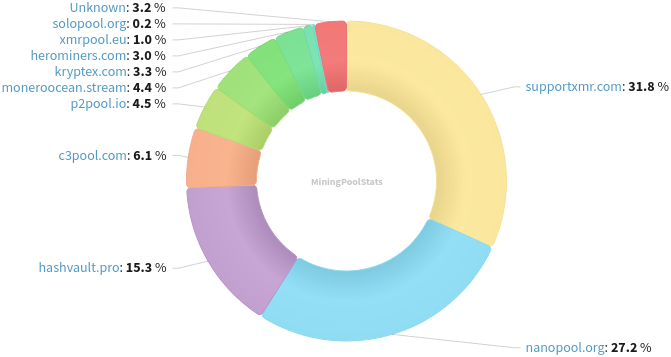 Unknown: 3.2 %
solopool.org: 0.2 %
xmrpool.eu: 1.0 %
herominers.com: 3.0 %
kryptex.com: 3.3 %
moneroocean.stream: 4.4 %
p2pool.io: 4.5 %
c3pool.com: 6.1 %
hashvault.pro: 15.3 %
MiningPoolStats
supportxmr.com: 31.8 %
nanopool.org: 27.2 %